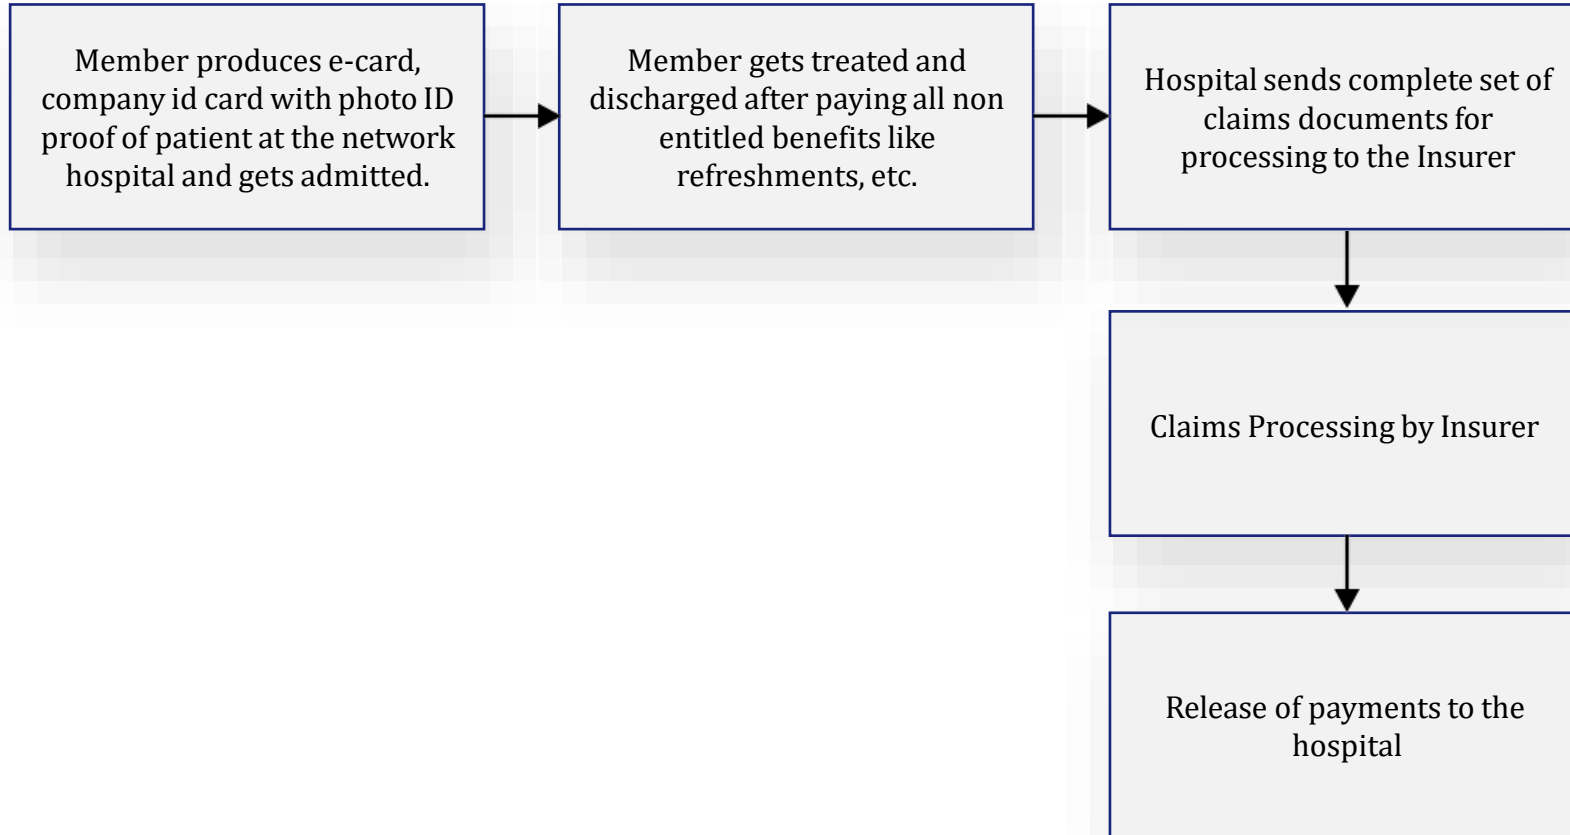 Member produces e-card,
company id card with photo ID
proof of patient at the network
hospital and gets admitted.
Member gets treated and
discharged after paying all non
entitled benefits like
refreshments, etc.
Hospital sends complete set of
claims documents for
processing to the Insurer
Claims Processing by Insurer
Release of payments to the
hospital